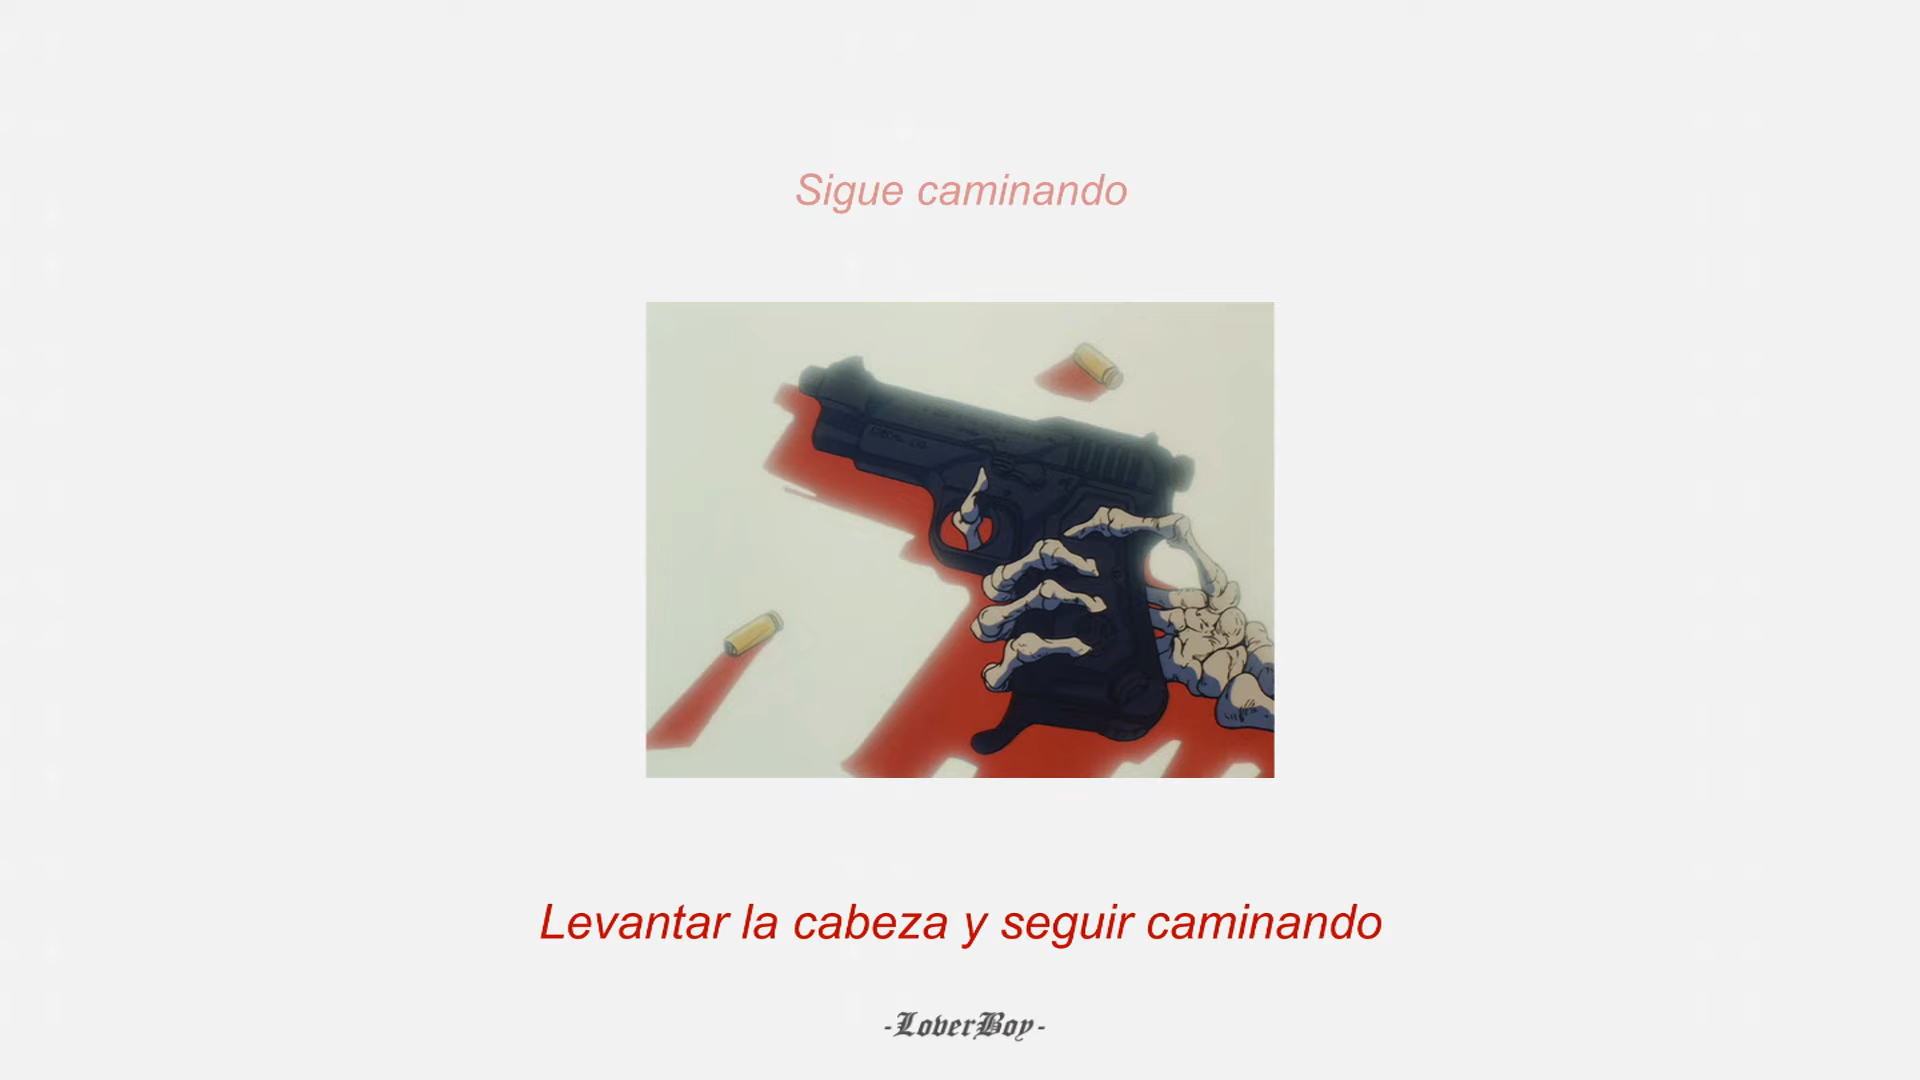 Sigue caminando
Levantar la cabeza y seguir caminando
-LoverBoy-